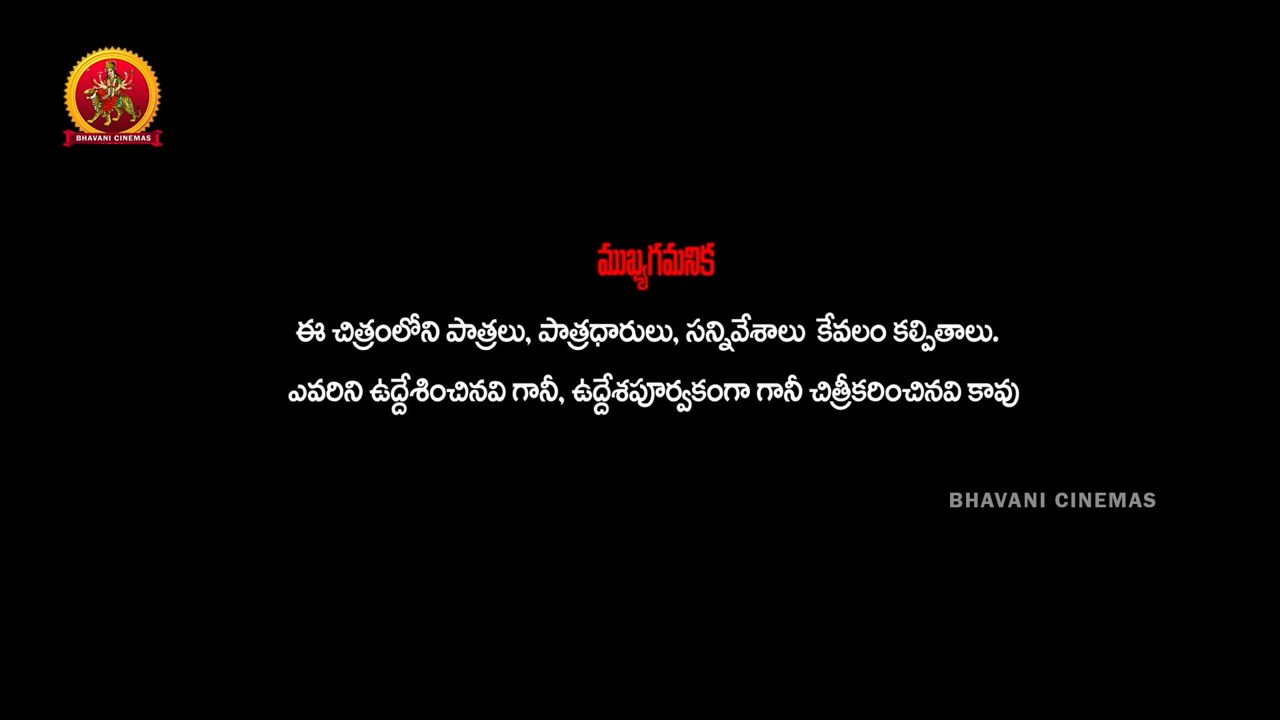 BHAVANI CINEMAS
ముఖ్యగమనిక
ఈ చిత్రంలోని పాత్రలు, పాత్రధారులు, సన్నివేశాలు కేవలం కల్పితాలు.
ఎవరిని ఉద్దేశించినవి గానీ, ఉద్దేశపూర్వకంగా గానీ చిత్రీకరించినవి కావు
BHAVANI CINEMAS